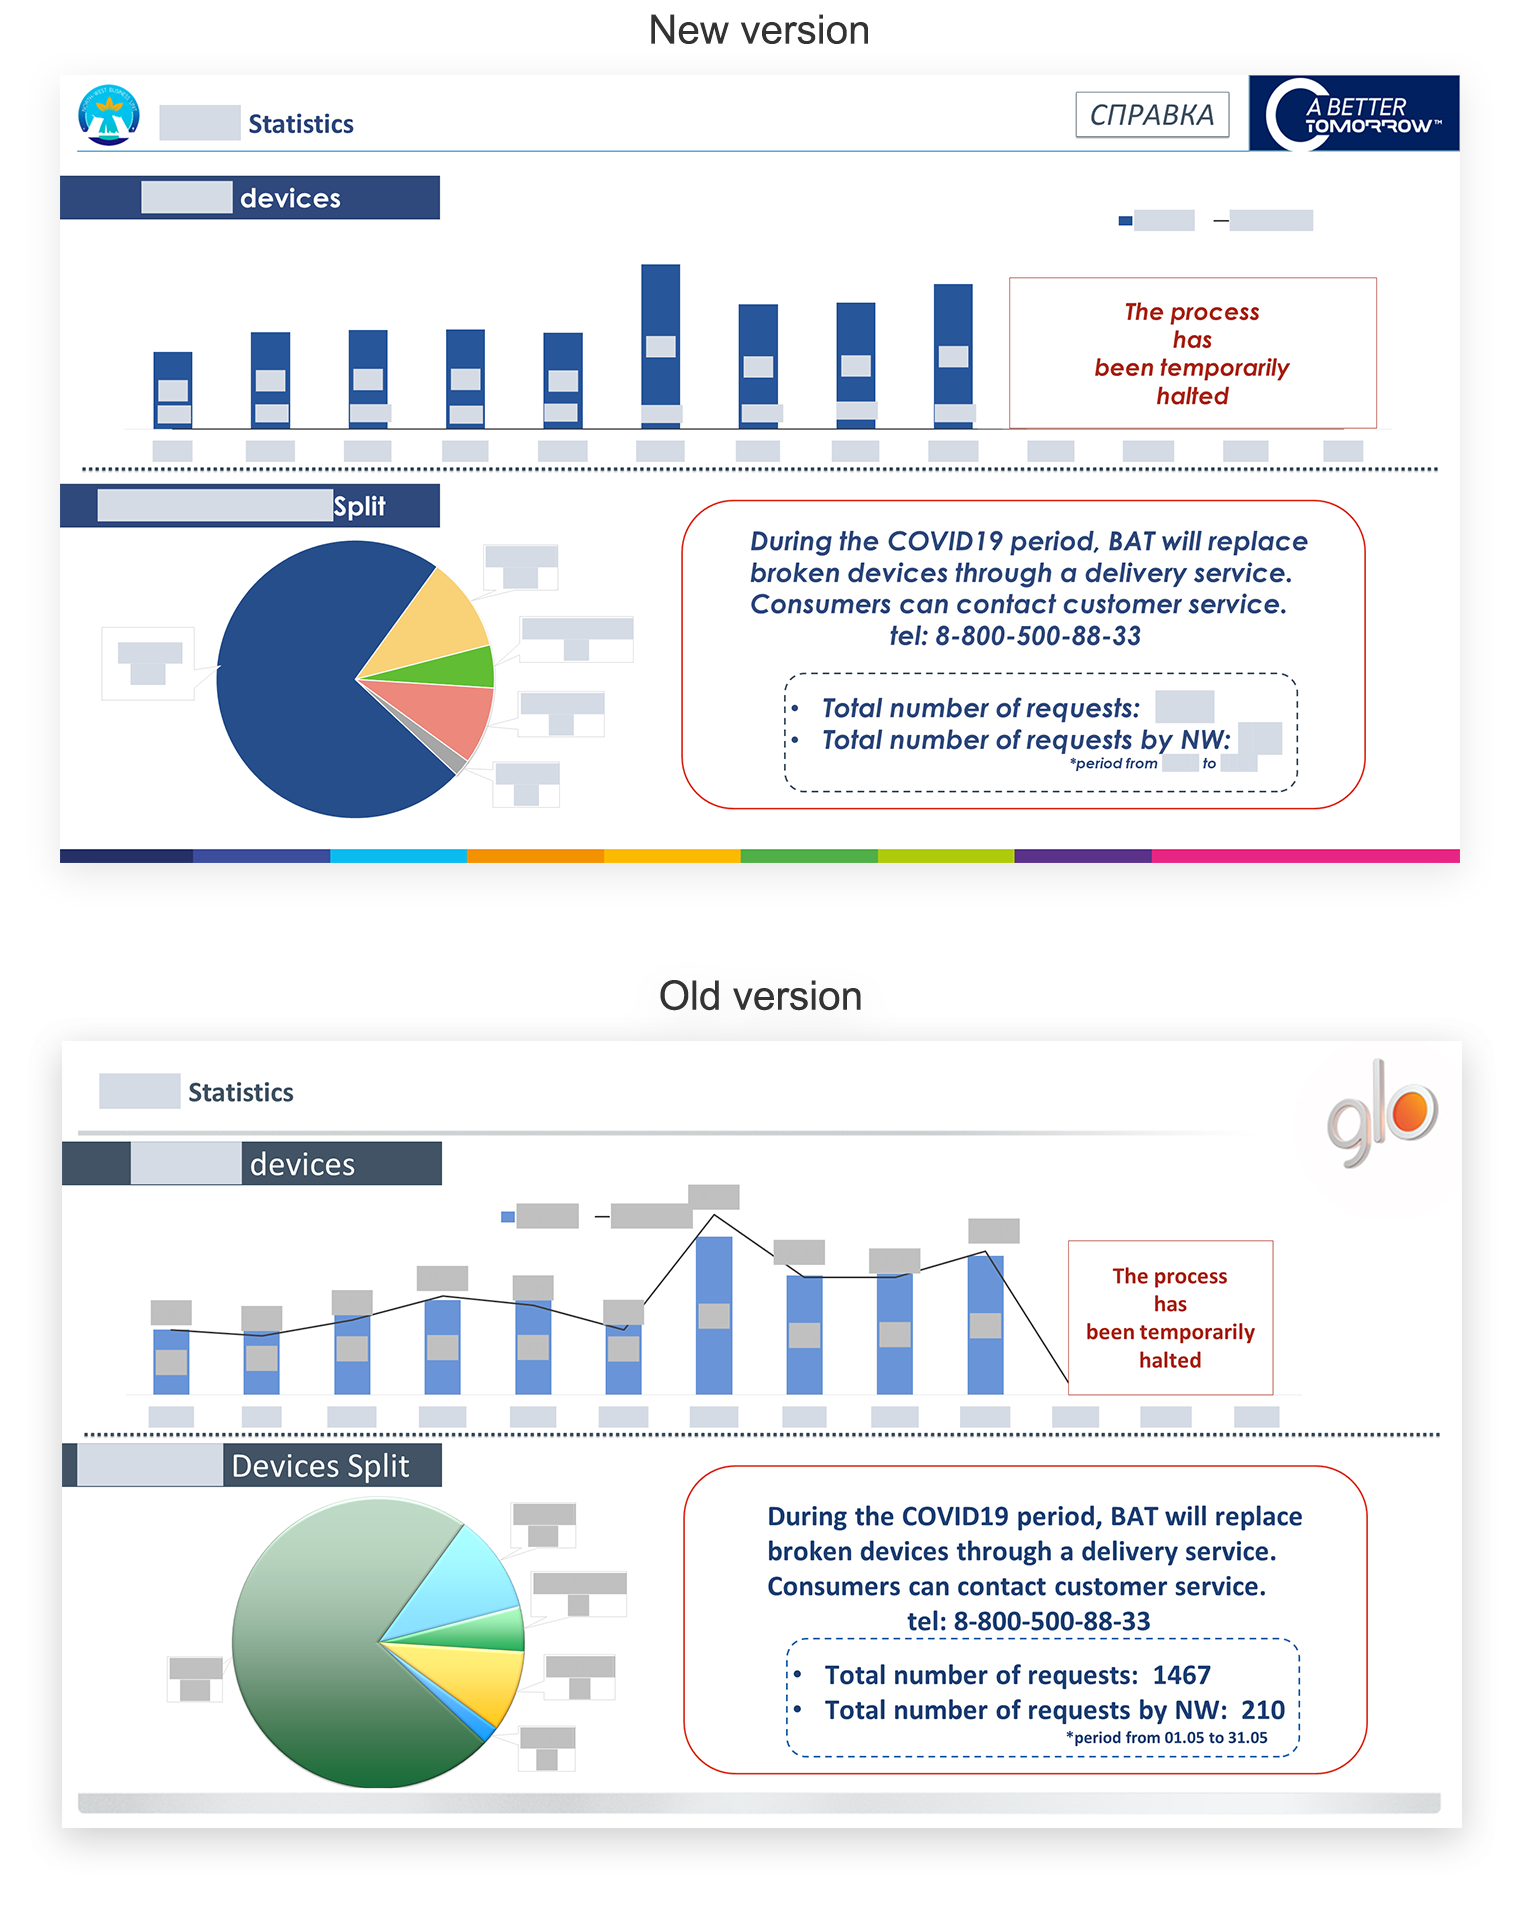 New version
NORTH WEST BUSINESS UNIT
Statistics
СПРАВКА
A BETTER
TOMORROW™
devices
The process
has
been temporarily
halted
Split
During the COVID19 period, BAT will replace
broken devices through a delivery service.
Consumers can contact customer service.
tel: 8-800-500-88-33
• Total number of requests:
• Total number of requests by NW:
*period from to
Old version
Statistics
glo
devices
The process
has
been temporarily
halted
Devices Split
During the COVID19 period, BAT will replace
broken devices through a delivery service.
Consumers can contact customer service.
tel: 8-800-500-88-33
• Total number of requests: 1467
• Total number of requests by NW: 210
*period from 01.05 to 31.05